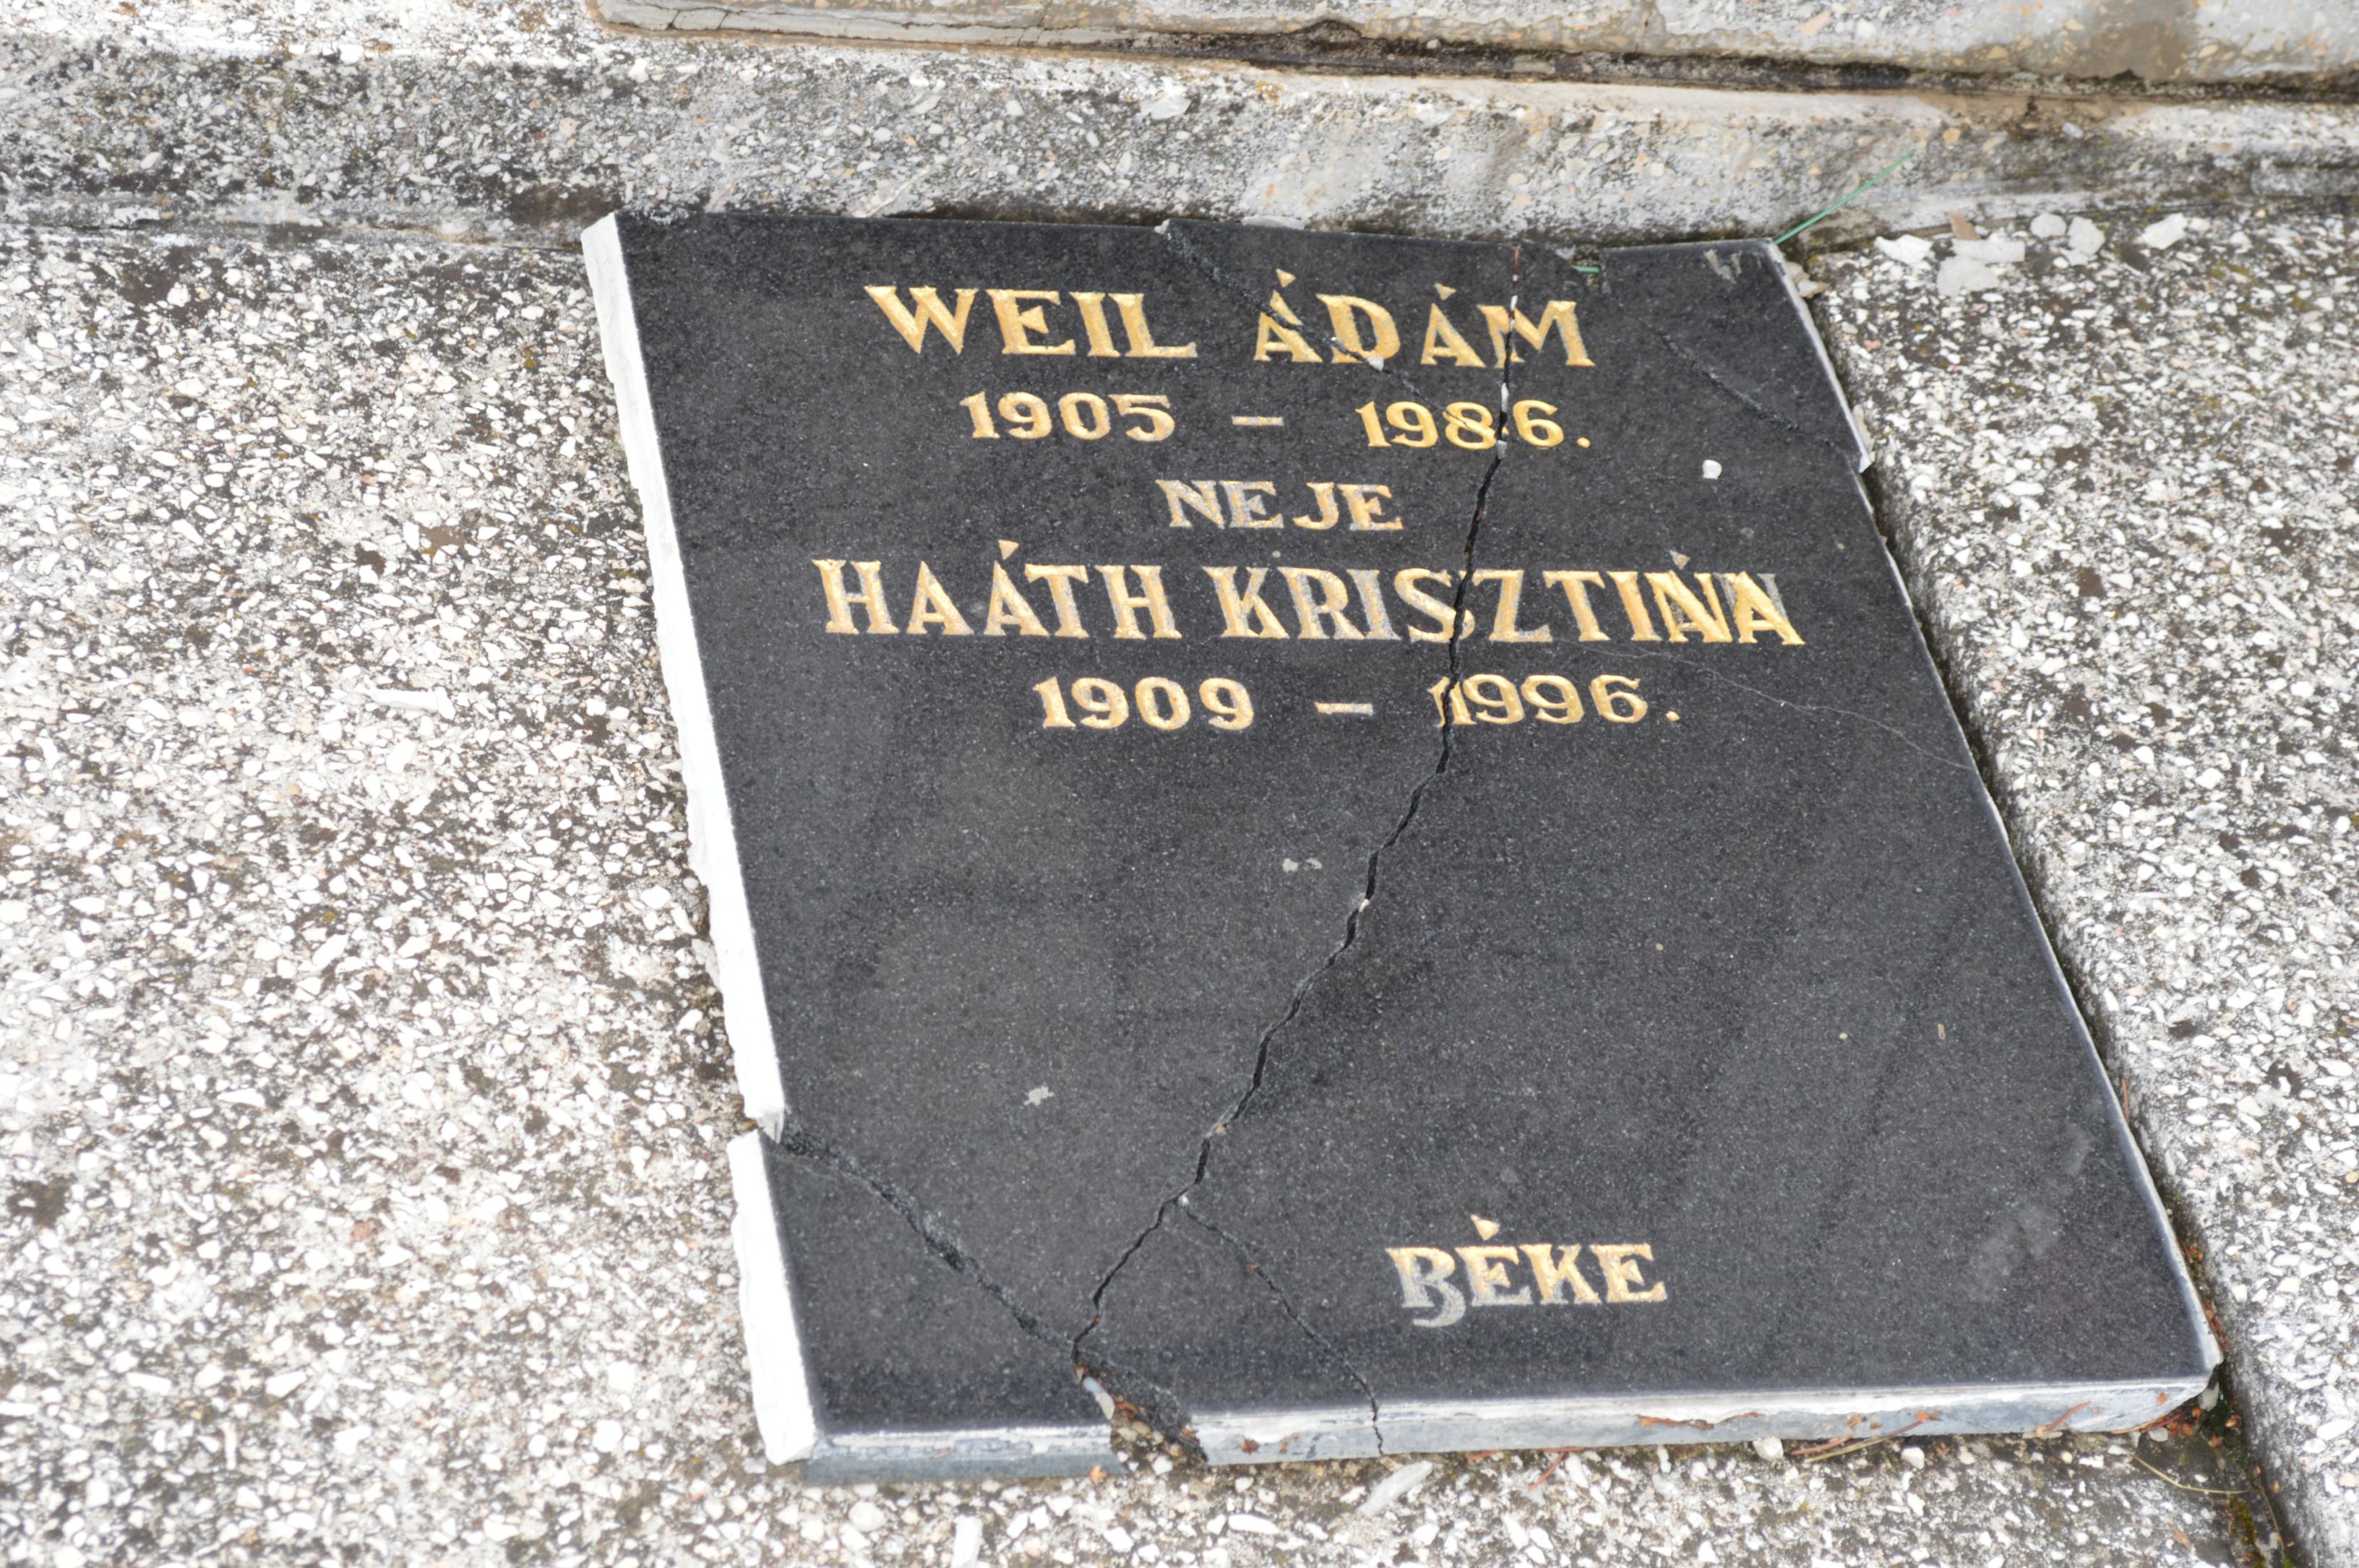 WEIL ÁDÁM
1905 – 1986.
NEJE
HAÁTH KRISZTINA
1909 – 1996.
BÉKE